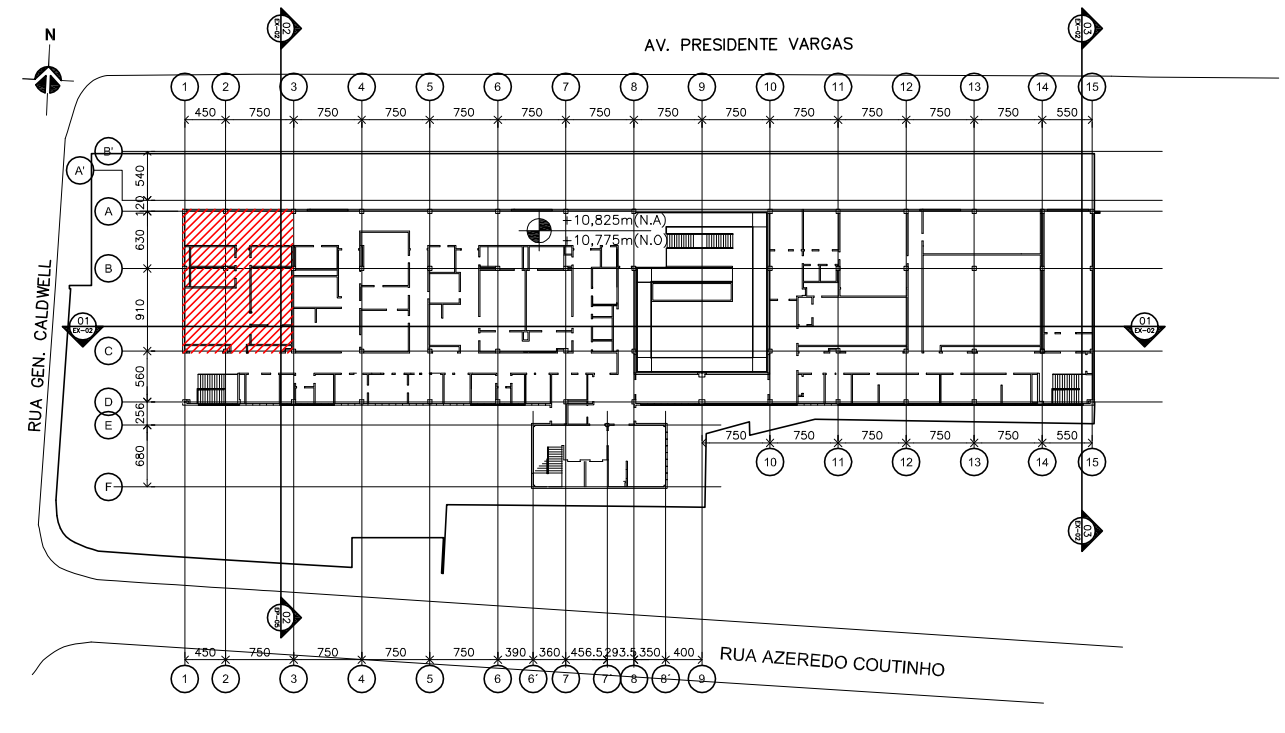 N
AV. PRESIDENTE VARGAS
02
EX-02
03
EX-02
1 2 3 4 5 6 7 8 9 10 11 12 13 14 15
450 750 750 750 750 750 750 750 750 750 750 750 750 550
B'
A'
540
A
120
630
+10,825m(N.A)
+10,775m(N.O)
B
910
RUA GEN. CALDWELL
01
EX-02
01
EX-02
C
560
D
256
E
680
F
750 750 750 750 750 550
10 11 12 13 14 15
03
EX-02
02
450 750 750 750 750 390 360 456.5 293.5 350 400
1 2 3 4 5 6 6' 7 7' 8 8' 9
RUA AZEREDO COUTINHO